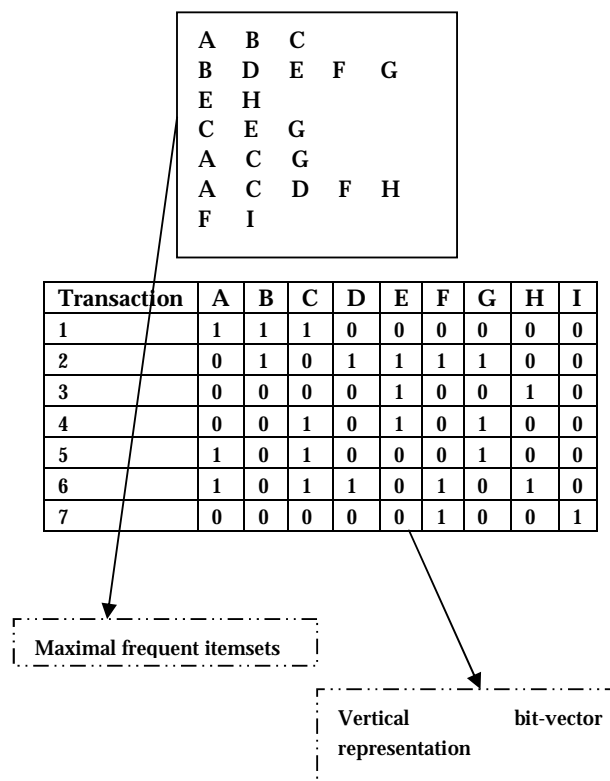 A B C
B D E F G
E H
C E G
A C G
A C D F H
F I
Transaction A B C D E F G H I
1 1 1 1 0 0 0 0 0 0
2 0 1 0 1 1 1 1 0 0
3 0 0 0 0 1 0 0 1 0
4 0 0 1 0 1 0 1 0 0
5 1 0 1 0 0 0 1 0 0
6 1 0 1 1 0 1 0 1 0
7 0 0 0 0 0 1 0 0 1
Maximal frequent itemsets
Vertical bit-vector
representation